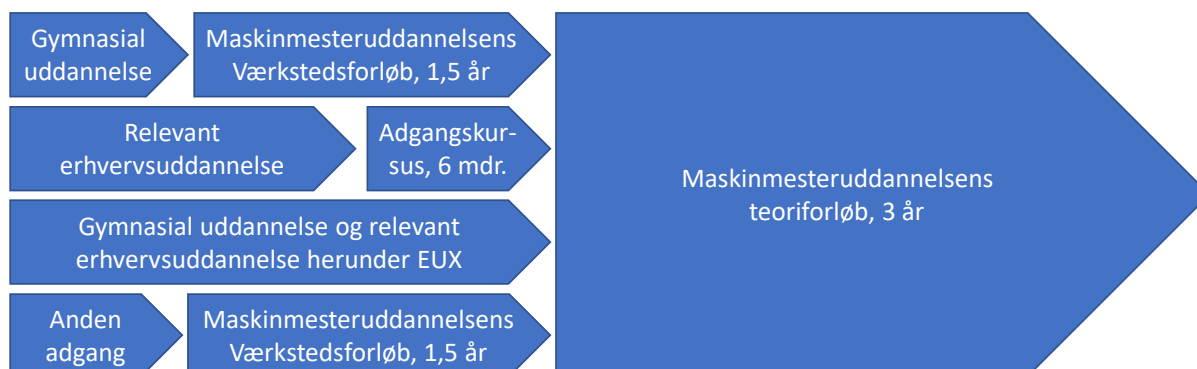 Gymnasial
uddannelse
Maskinmesteruddannelsens
Værkstedsforløb, 1,5 år
Relevant
erhvervsuddannelse
Adgangskur-
sus, 6 mdr.
Gymnasial uddannelse og relevant
erhvervsuddannelse herunder EUX
Anden
adgang
Maskinmesteruddannelsens
Værkstedsforløb, 1,5 år
Maskinmesteruddannelsens
teoriforløb, 3 år